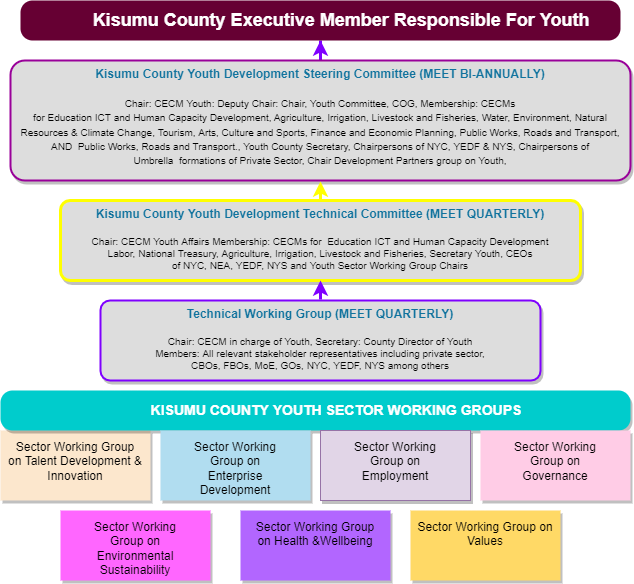 Kisumu County Executive Member Responsible For Youth
Kisumu County Youth Development Steering Committee (MEET BI-ANNUALLY)
Chair: CECM Youth: Deputy Chair: Chair, Youth Committee, COG, Membership: CECMs
for Education ICT and Human Capacity Development, Agriculture, Irrigation, Livestock and Fisheries, Water, Environment, Natural
Resources & Climate Change, Tourism, Arts, Culture and Sports, Finance and Economic Planning, Public Works, Roads and Transport,
AND Public Works, Roads and Transport., Youth County Secretary, Chairpersons of NYC, YEDF & NYS, Chairpersons of
Umbrella formations of Private Sector, Chair Development Partners group on Youth,
Kisumu County Youth Development Technical Committee (MEET QUARTERLY)
Chair: CECM Youth Affairs Membership: CECMs for Education ICT and Human Capacity Development
Labor, National Treasury, Agriculture, Irrigation, Livestock and Fisheries, Secretary Youth, CEOs
of NYC, NEA, YEDF, NYS and Youth Sector Working Group Chairs
Technical Working Group (MEET QUARTERLY)
Chair: CECM in charge of Youth, Secretary: County Director of Youth
Members: All relevant stakeholder representatives including private sector,
CBOs, FBOs, MoE, GOs, NYC, YEDF, NYS among others
KISUMU COUNTY YOUTH SECTOR WORKING GROUPS
Sector Working Group
on Talent Development &
Innovation
Sector Working
Group on
Enterprise
Development
Sector Working
Group on
Employment
Sector Working
Group on
Governance
Sector Working
Group on
Environmental
Sustainability
Sector Working Group
on Health &Wellbeing
Sector Working Group on
Values